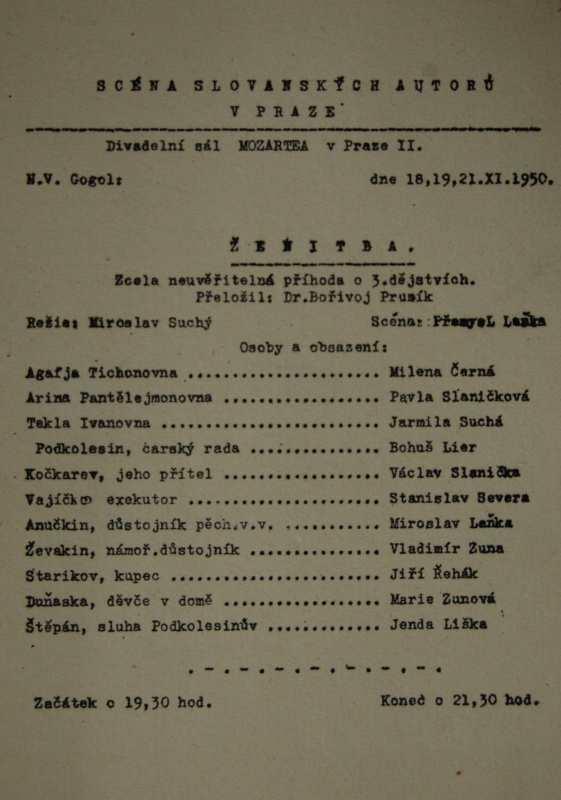 SCÉNA SLOVANSKÝCH AUTORŮ
V PRAZE
Divadelní sál MOZARTEA v Praze II.
N.V. Gogol: dne 18,19,21.XI.1950.
ŽENITBA.
Zcela neuvěřitelná příhoda o 3.dějstvích.
Přeložil: Dr.Bořivoj Prusík
Režie: Miroslav Suchý Scéna: Přemysl Laňka
Osoby a obsazení:
Agafja Tichonovna ...................... Milena Černá
Arina Pantělejmonovna .................. Pavla Slaničková
Tekla Ivanovna ......................... Jarmila Suchá
Podkolesin, carský rada ............... Bohuš Lier
Kočkarev, jeho přítel .................. Václav Slanička
Vajíčko exekutor ...................... Stanislav Severa
Anučkin, důstojník pěch.v.v. ........... Miroslav Laňka
Ževakin, námoř.důstojník ............... Vladimír Zuna
Starikov, kupec ........................ Jiří Řehák
Duňaska, děvče v domě .................. Marie Zunová
Štěpán, sluha Podkolesinův ............. Jenda Liška
.-.-.-.-.-.-.
Začátek o 19,30 hod. Konec o 21,30 hod.